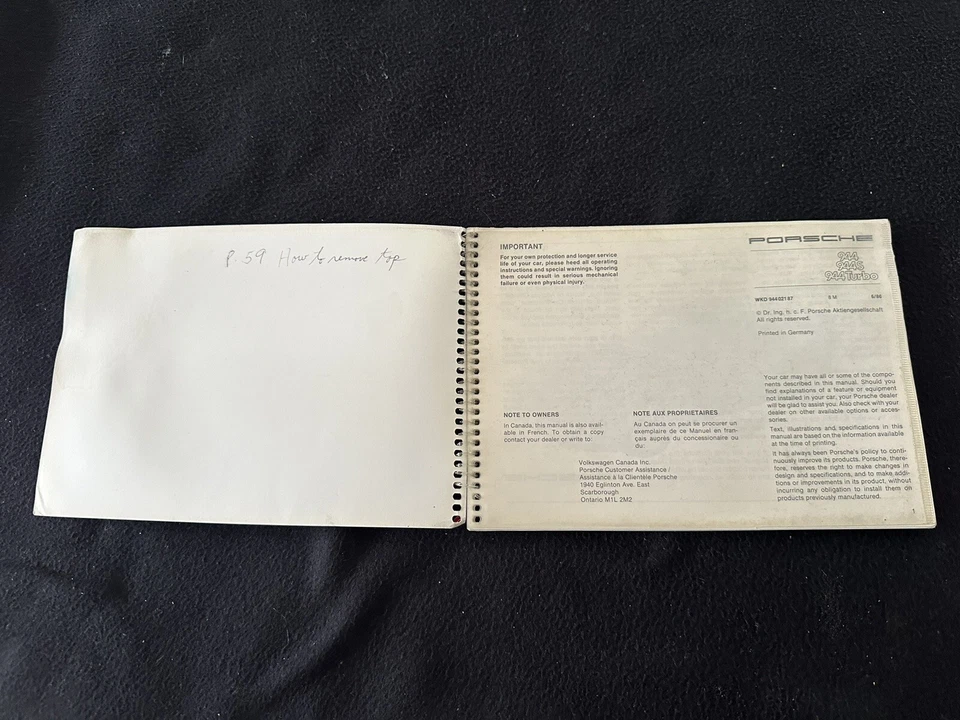 P. 59 How to remove top
IMPORTANT
For your own protection and longer service
life of your car, please heed all operating
instructions and special warnings. Ignoring
them could result in serious mechanical
failure or even physical injury.
NOTE TO OWNERS
In Canada, this manual is also avail-
able in French. To obtain a copy
contact your dealer or write to:
NOTE AUX PROPRIETAIRES
Au Canada on peut se procurer un
exemplaire de ce Manuel en fran-
çais auprès du concessionaire ou
du:
Volkswagen Canada Inc.
Porsche Customer Assistance /
Assistance à la Clientèle Porsche
1940 Eglinton Ave. East
Scarborough
Ontario M1L 2M2
PORSCHE
944
944S
944 Turbo
WKD 944 021 87 8 M 6/86
© Dr. Ing. h. c. F. Porsche Aktiengesellschaft
All rights reserved.
Printed in Germany
Your car may have all or some of the compo-
nents described in this manual. Should you
find explanations of a feature or equipment
not installed in your car, your Porsche dealer
will be glad to assist you. Also check with your
dealer on other available options or acces-
sories.
Text, illustrations and specifications in this
manual are based on the information available
at the time of printing.
It has always been Porsche's policy to conti-
nuously improve its products. Porsche, there-
fore, reserves the right to make changes in
design and specifications, and to make addi-
tions or improvements in its product, without
incurring any obligation to install them on
products previously manufactured.
1